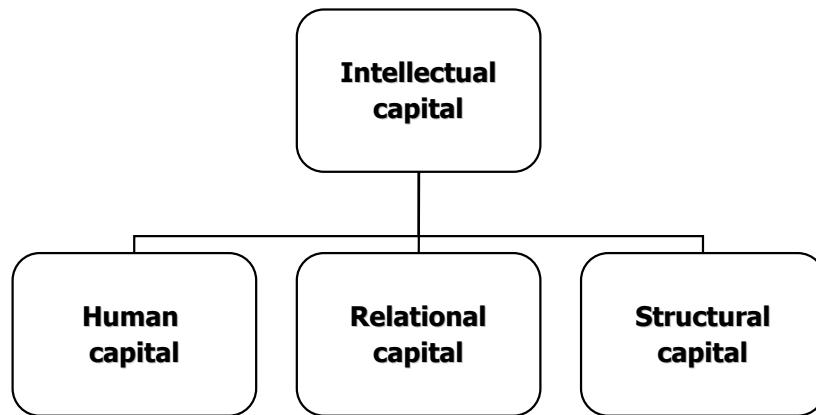 Intellectual
capital
Human
capital
Relational
capital
Structural
capital